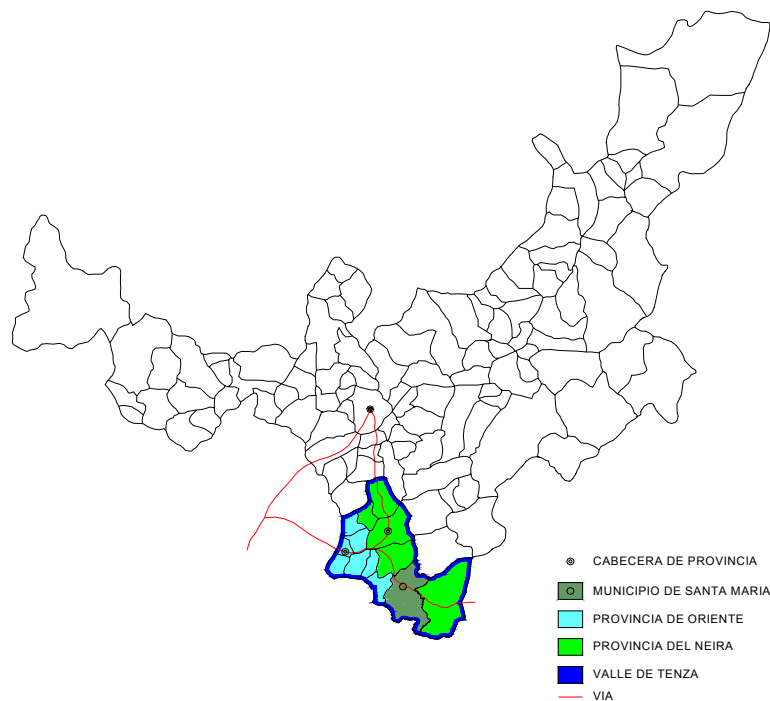 CABECERA DE PROVINCIA
MUNICIPIO DE SANTA MARIA
PROVINCIA DE ORIENTE
PROVINCIA DEL NEIRA
VALLE DE TENZA
VIA